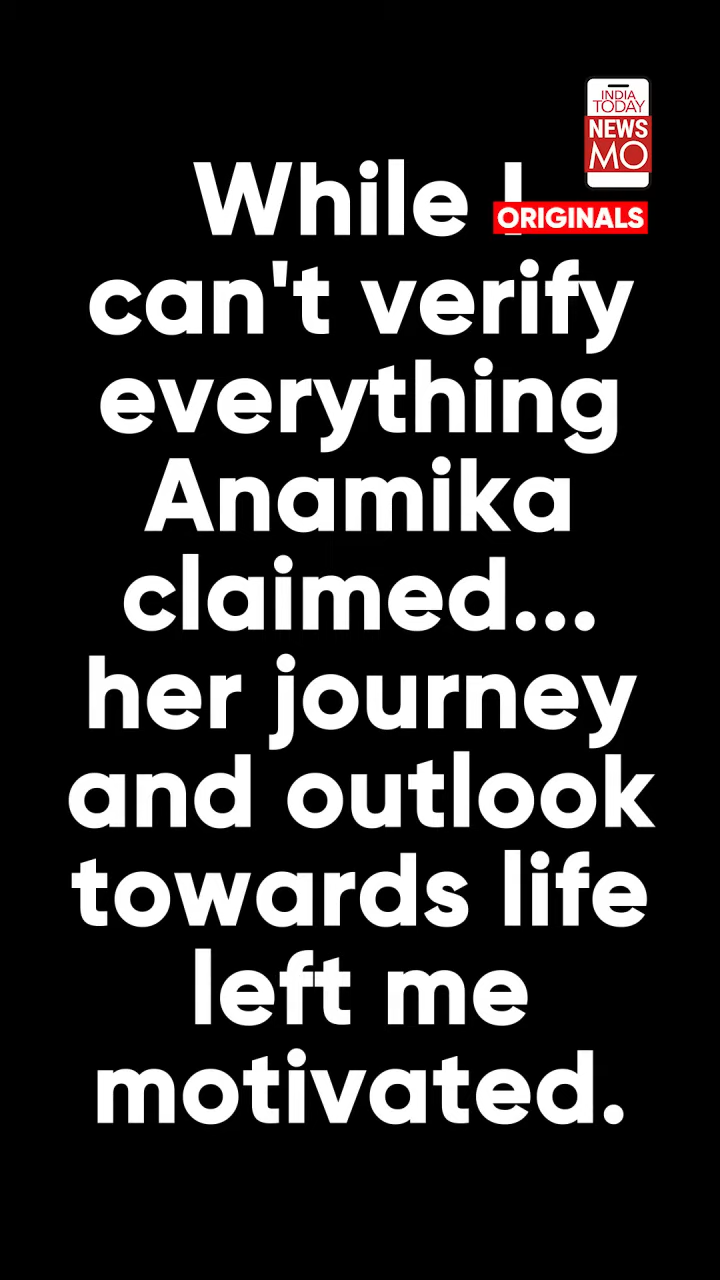 INDIA
TODAY
NEWS
MO
ORIGINALS
While I
can't verify
everything
Anamika
claimed...
her journey
and outlook
towards life
left me
motivated.